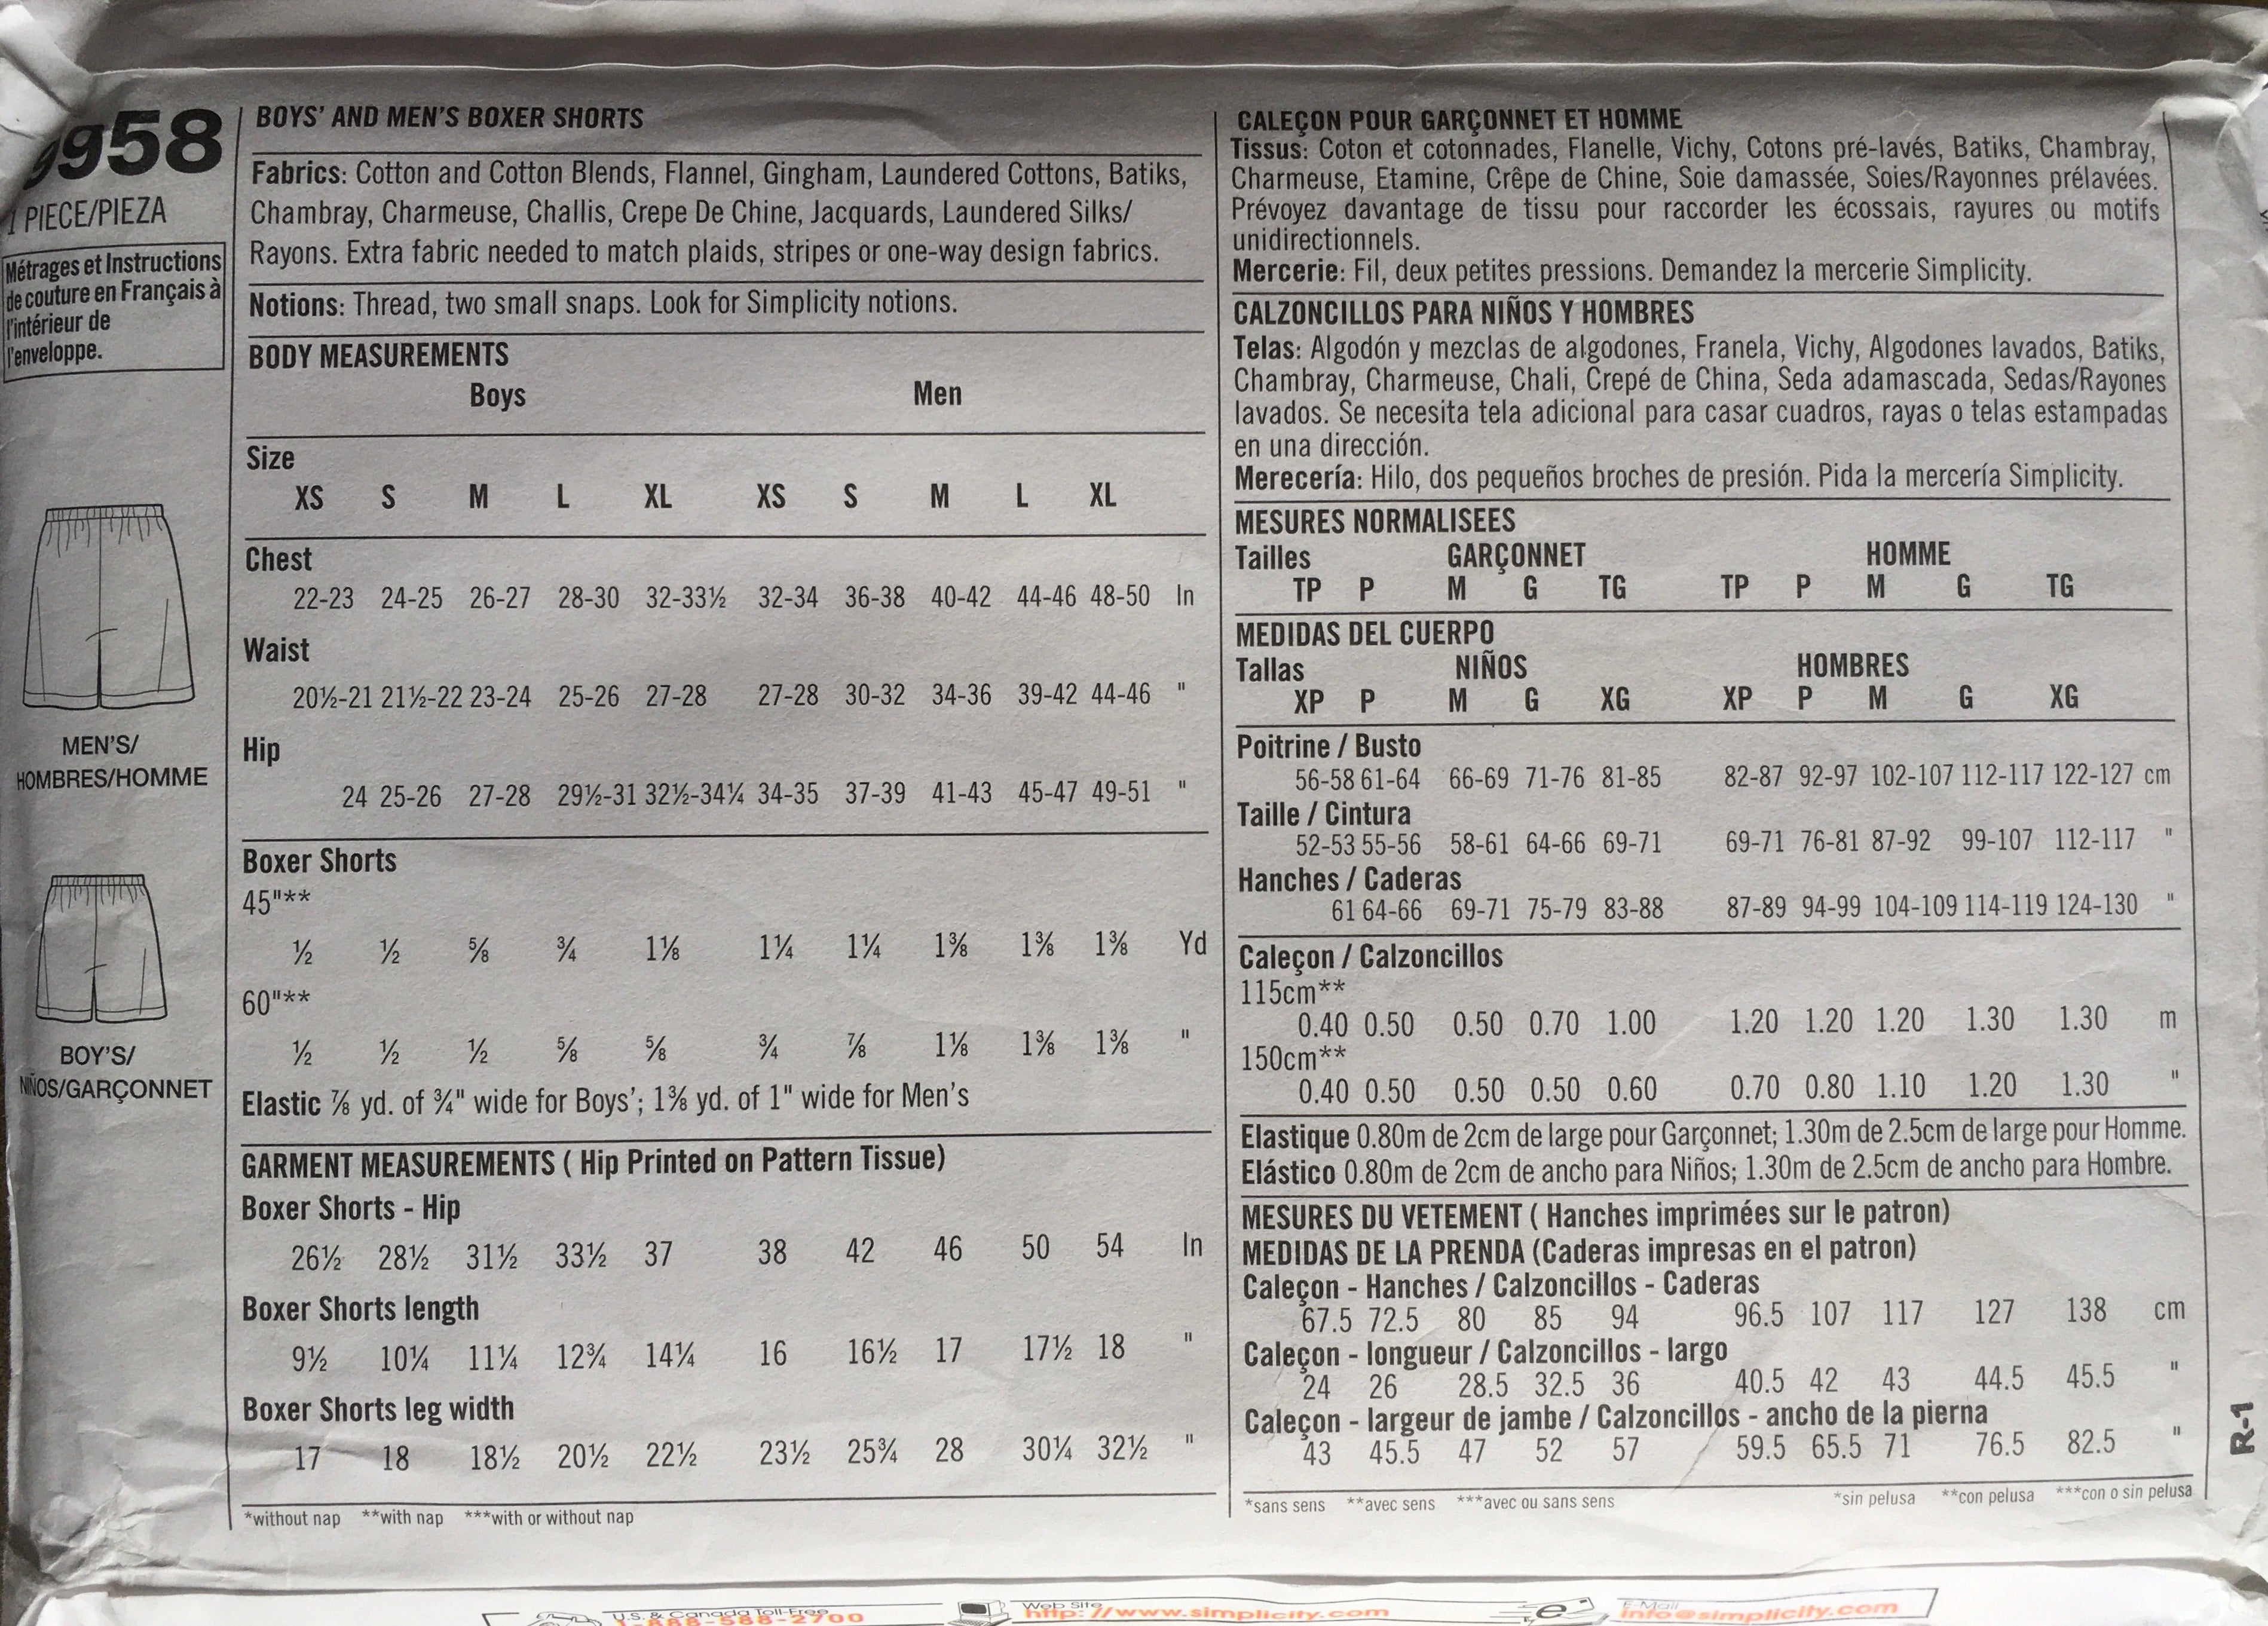 9958
1 PIECE/PIEZA
Métrages et Instructions
de couture en Français à
l'intérieur de
l'enveloppe.
MEN'S/
HOMBRES/HOMME
BOY'S/
NIÑOS/GARÇONNET
BOYS' AND MEN'S BOXER SHORTS
Fabrics: Cotton and Cotton Blends, Flannel, Gingham, Laundered Cottons, Batiks,
Chambray, Charmeuse, Challis, Crepe De Chine, Jacquards, Laundered Silks/
Rayons. Extra fabric needed to match plaids, stripes or one-way design fabrics.
Notions: Thread, two small snaps. Look for Simplicity notions.
BODY MEASUREMENTS
Boys Men
Size
XS S M L XL XS S M L XL
Chest
22-23 24-25 26-27 28-30 32-33½ 32-34 36-38 40-42 44-46 48-50 In
Waist
20½-21 21½-22 23-24 25-26 27-28 27-28 30-32 34-36 39-42 44-46 "
Hip
24 25-26 27-28 29½-31 32½-34¼ 34-35 37-39 41-43 45-47 49-51 "
Boxer Shorts
45"**
½ ½ ⅝ ¾ 1⅛ 1¼ 1¼ 1⅜ 1⅜ 1⅜ Yd
60"**
½ ½ ½ ⅝ ⅝ ¾ ⅞ 1⅛ 1⅜ 1⅜ "
Elastic ⅞ yd. of ¾" wide for Boys'; 1⅜ yd. of 1" wide for Men's
GARMENT MEASUREMENTS ( Hip Printed on Pattern Tissue)
Boxer Shorts - Hip
26½ 28½ 31½ 33½ 37 38 42 46 50 54 In
Boxer Shorts length
9½ 10¼ 11¼ 12¾ 14¼ 16 16½ 17 17½ 18 "
Boxer Shorts leg width
17 18 18½ 20½ 22½ 23½ 25¾ 28 30¼ 32½ "
*without nap **with nap ***with or without nap
CALEÇON POUR GARÇONNET ET HOMME
Tissus: Coton et cotonnades, Flanelle, Vichy, Cotons pré-lavés, Batiks, Chambray,
Charmeuse, Etamine, Crêpe de Chine, Soie damassée, Soies/Rayonnes prélavées.
Prévoyez davantage de tissu pour raccorder les écossais, rayures ou motifs
unidirectionnels.
Mercerie: Fil, deux petites pressions. Demandez la mercerie Simplicity.
CALZONCILLOS PARA NIÑOS Y HOMBRES
Telas: Algodón y mezclas de algodones, Franela, Vichy, Algodones lavados, Batiks,
Chambray, Charmeuse, Chali, Crepé de China, Seda adamascada, Sedas/Rayones
lavados. Se necesita tela adicional para casar cuadros, rayas o telas estampadas
en una dirección.
Merecería: Hilo, dos pequeños broches de presión. Pida la mercería Simplicity.
MESURES NORMALISEES
Tailles GARÇONNET HOMME
TP P M G TG TP P M G TG
MEDIDAS DEL CUERPO
Tallas NIÑOS HOMBRES
XP P M G XG XP P M G XG
Poitrine / Busto
56-58 61-64 66-69 71-76 81-85 82-87 92-97 102-107 112-117 122-127 cm
Taille / Cintura
52-53 55-56 58-61 64-66 69-71 69-71 76-81 87-92 99-107 112-117 "
Hanches / Caderas
61 64-66 69-71 75-79 83-88 87-89 94-99 104-109 114-119 124-130 "
Caleçon / Calzoncillos
115cm**
0.40 0.50 0.50 0.70 1.00 1.20 1.20 1.20 1.30 1.30 m
150cm**
0.40 0.50 0.50 0.50 0.60 0.70 0.80 1.10 1.20 1.30 "
Elastique 0.80m de 2cm de large pour Garçonnet; 1.30m de 2.5cm de large pour Homme.
Elástico 0.80m de 2cm de ancho para Niños; 1.30m de 2.5cm de ancho para Hombre.
MESURES DU VETEMENT ( Hanches imprimées sur le patron)
MEDIDAS DE LA PRENDA (Caderas impresas en el patron)
Caleçon - Hanches / Calzoncillos - Caderas
67.5 72.5 80 85 94 96.5 107 117 127 138 cm
Caleçon - longueur / Calzoncillos - largo
24 26 28.5 32.5 36 40.5 42 43 44.5 45.5 "
Caleçon - largeur de jambe / Calzoncillos - ancho de la pierna
43 45.5 47 52 57 59.5 65.5 71 76.5 82.5 "
*sans sens **avec sens ***avec ou sans sens *sin pelusa **con pelusa ***con o sin pelusa
R-1
U.S. & Canada Toll-Free
1-888-588-2700
Web Site
http://www.simplicity.com
E-Mail
info@simplicity.com